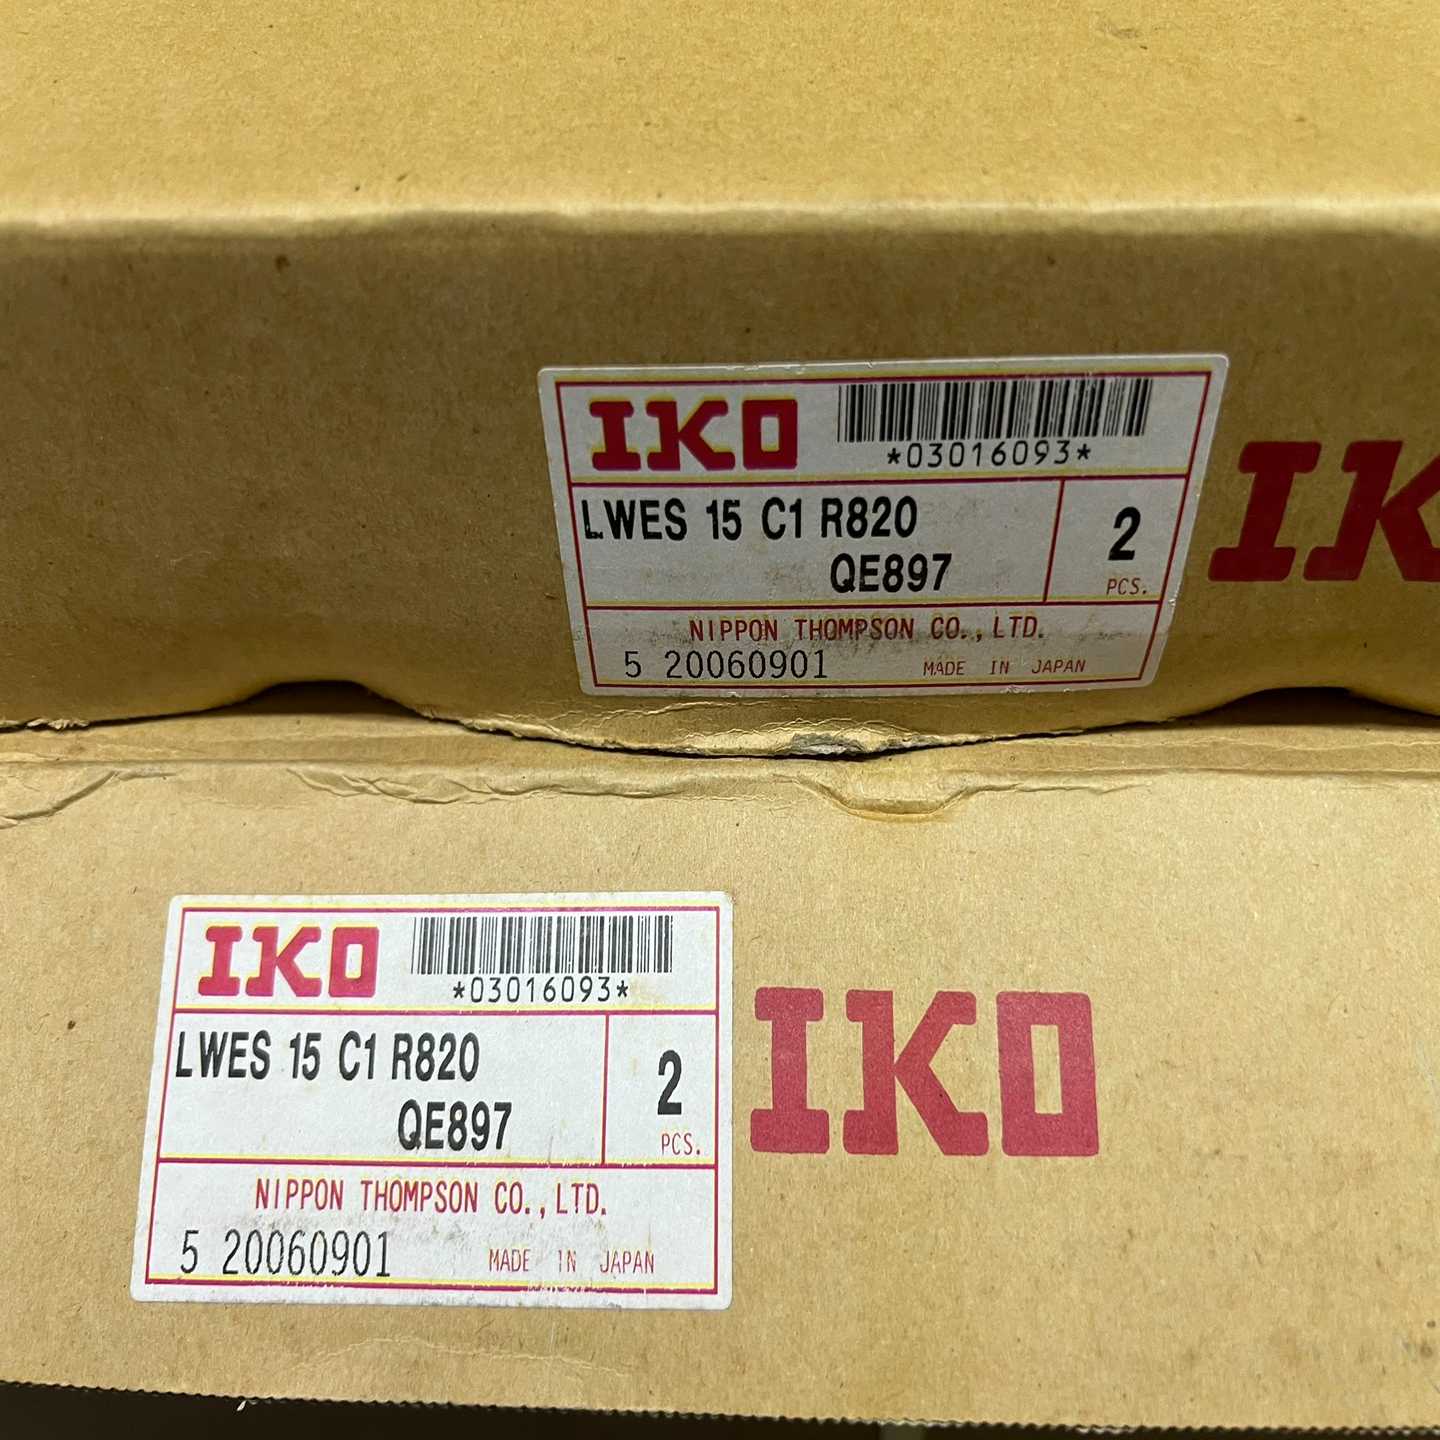 IKO
*03016093*
LWES 15 C1 R820
QE897
2
PCS.
NIPPON THOMPSON CO.,LTD.
5 20060901 MADE IN JAPAN
IK
IKO
*03016093*
LWES 15 C1 R820
QE897
2
PCS.
NIPPON THOMPSON CO.,LTD.
5 20060901 MADE IN JAPAN
IKO